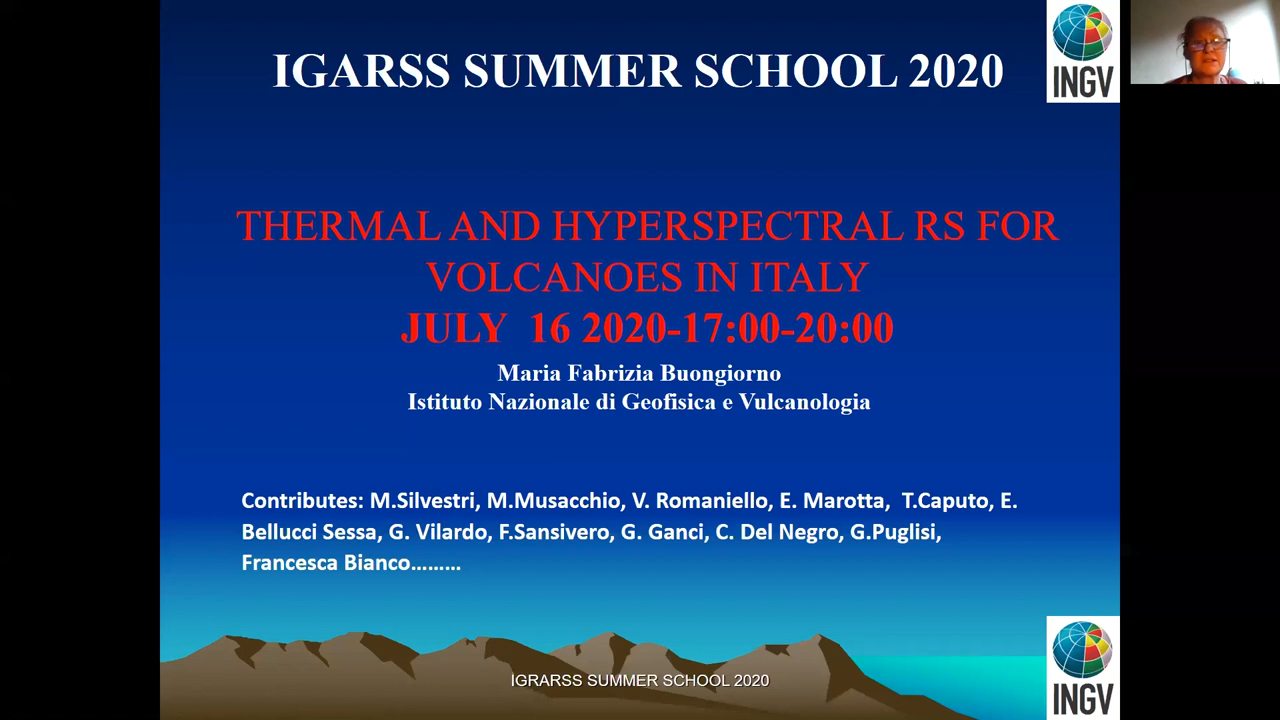 IGARSS SUMMER SCHOOL 2020
INGV
THERMAL AND HYPERSPECTRAL RS FOR
VOLCANOES IN ITALY
JULY 16 2020-17:00-20:00
Maria Fabrizia Buongiorno
Istituto Nazionale di Geofisica e Vulcanologia
Contributes: M.Silvestri, M.Musacchio, V. Romaniello, E. Marotta, T.Caputo, E.
Bellucci Sessa, G. Vilardo, F.Sansivero, G. Ganci, C. Del Negro, G.Puglisi,
Francesca Bianco………
IGRARSS SUMMER SCHOOL 2020
INGV